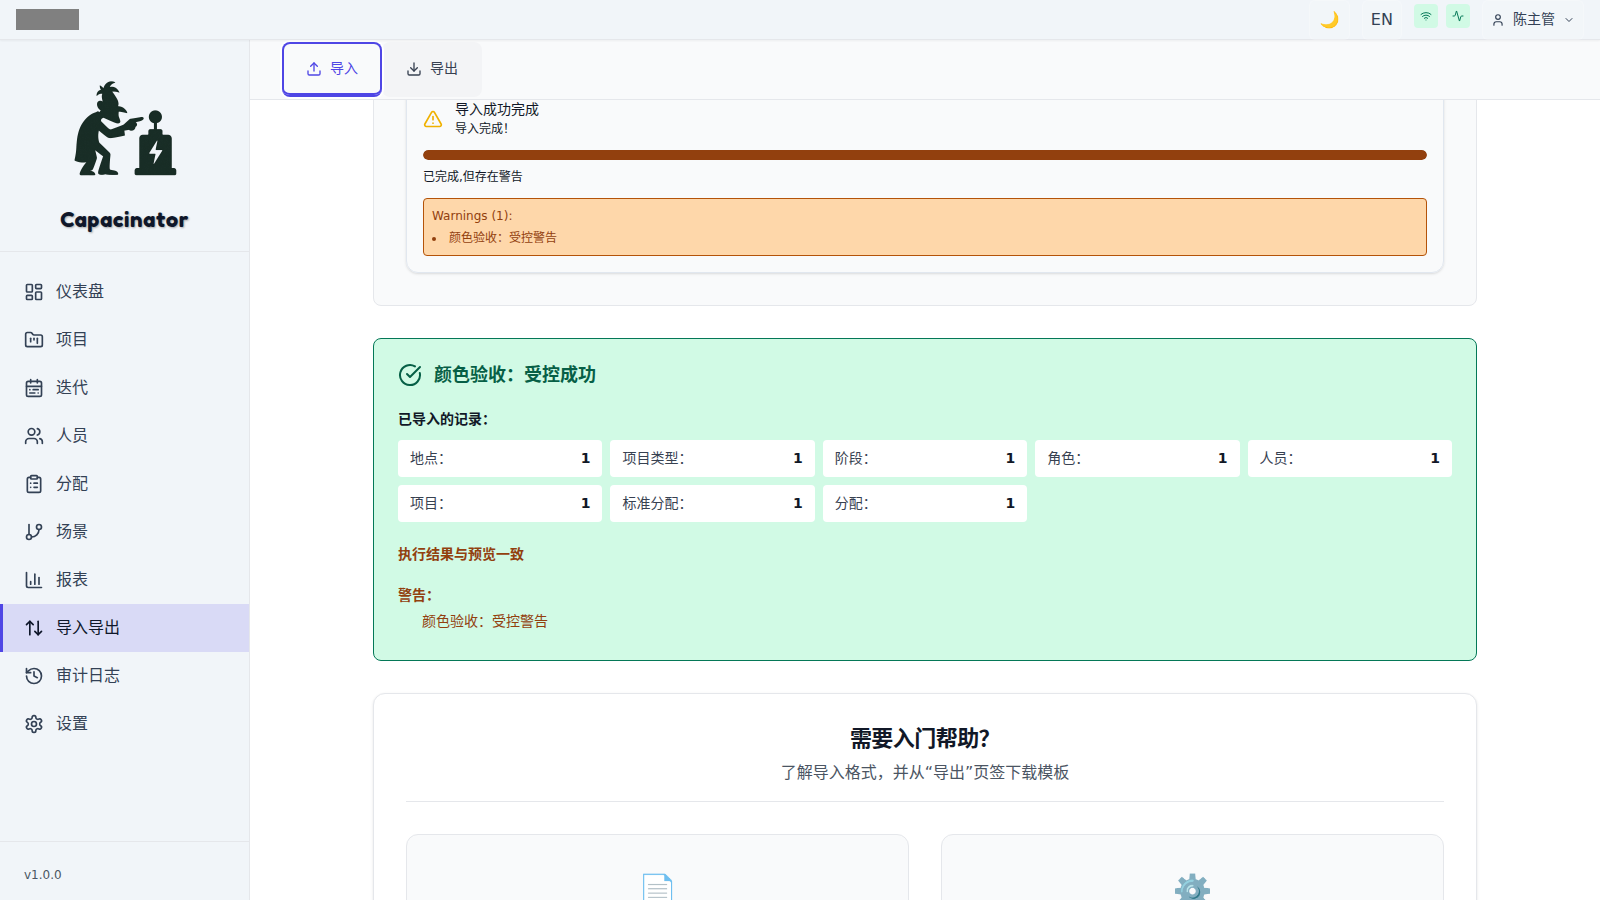 EN
陈主管
导入
导出
Capacinator
仪表盘
项目
迭代
人员
分配
场景
报表
导入导出
审计日志
设置
v1.0.0
导入成功完成
导入完成！
已完成,但存在警告
Warnings (1):
• 颜色验收：受控警告
颜色验收：受控成功
已导入的记录：
地点： 1
项目类型： 1
阶段： 1
角色： 1
人员： 1
项目： 1
标准分配： 1
分配： 1
执行结果与预览一致
警告：
颜色验收：受控警告
需要入门帮助？
了解导入格式，并从“导出”页签下载模板